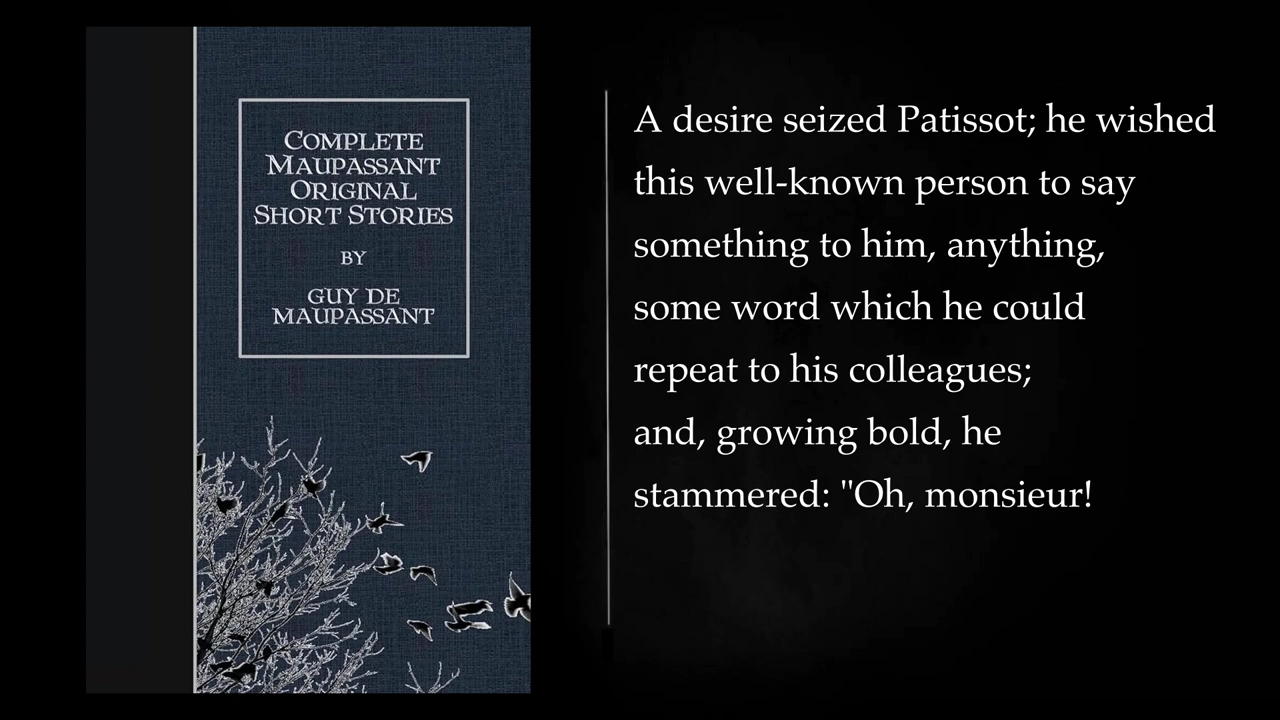 COMPLETE
MAUPASSANT
ORIGINAL
SHORT STORIES
BY
GUY DE
MAUPASSANT
A desire seized Patissot; he wished
this well-known person to say
something to him, anything,
some word which he could
repeat to his colleagues;
and, growing bold, he
stammered: "Oh, monsieur!